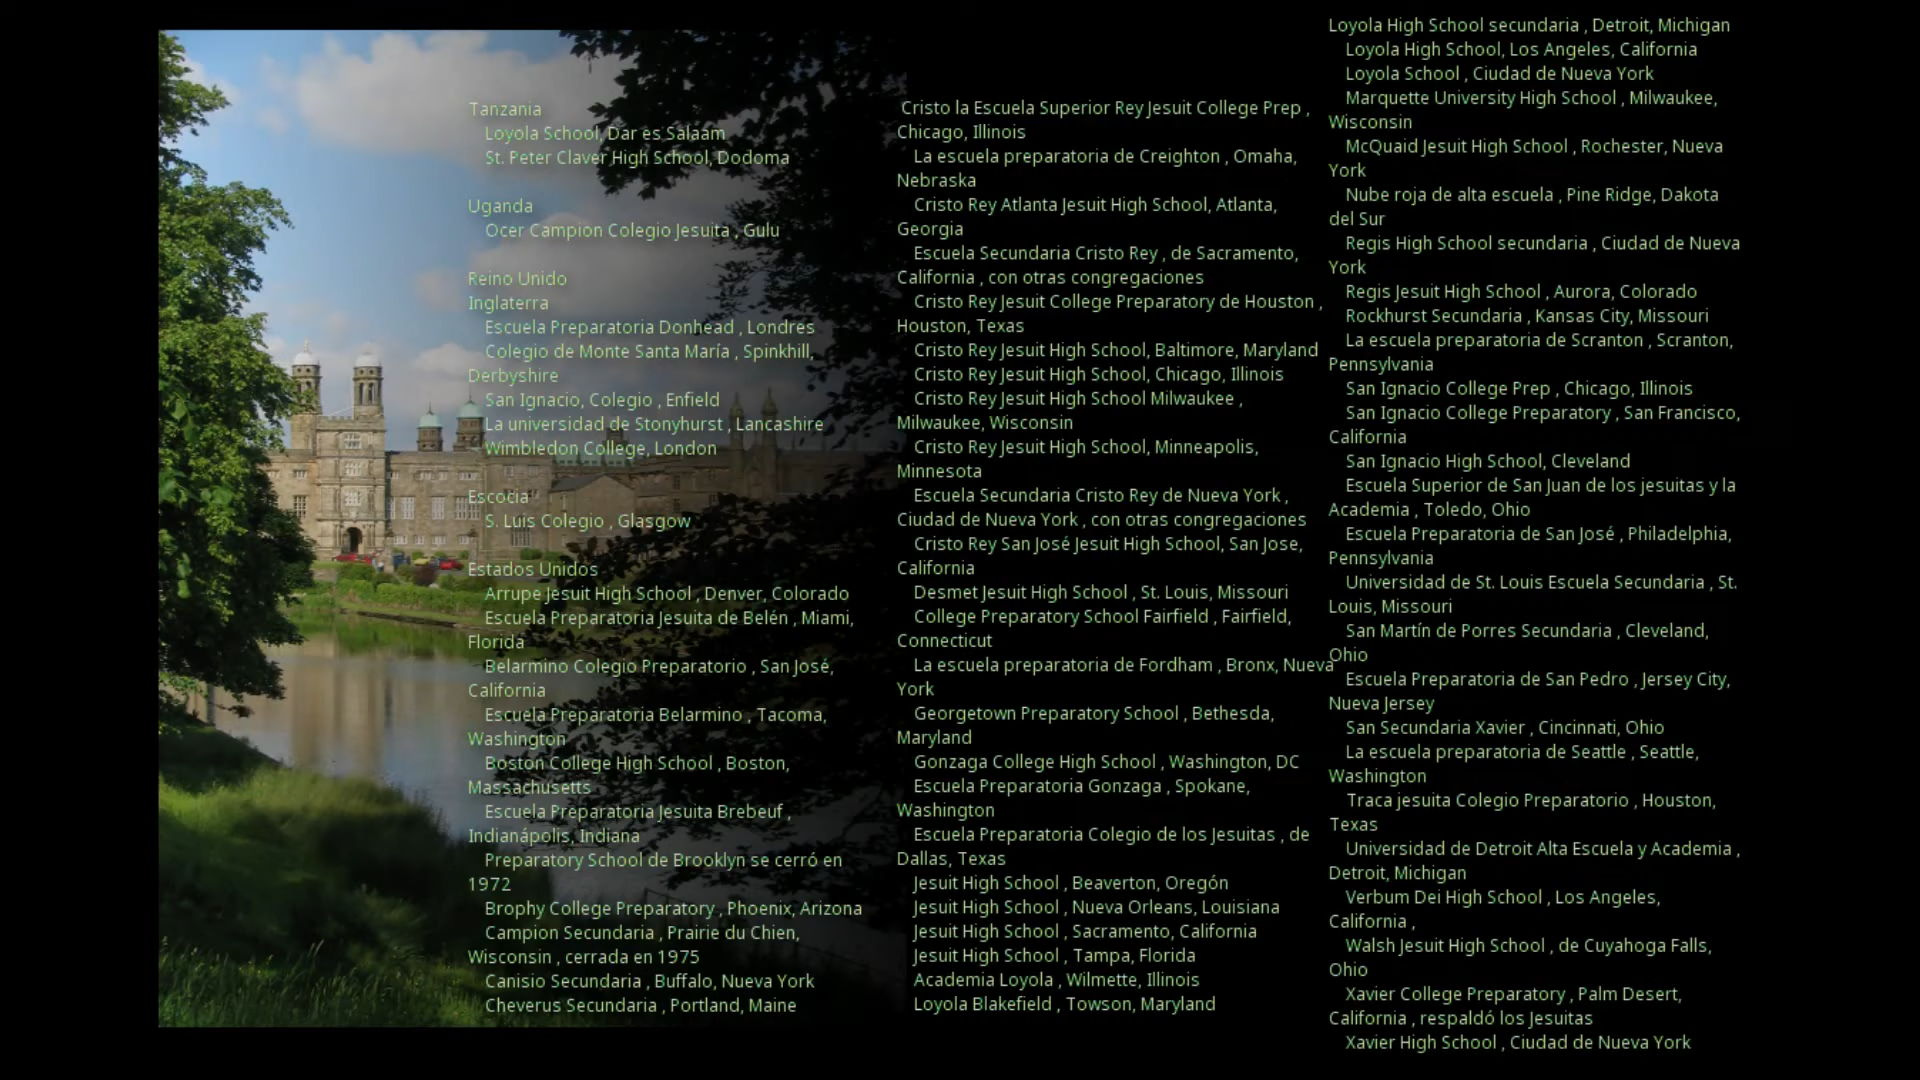 Tanzania
Loyola School, Dar es Salaam
St. Peter Claver High School, Dodoma
Uganda
Ocer Campion Colegio Jesuita , Gulu
Reino Unido
Inglaterra
Escuela Preparatoria Donhead , Londres
Colegio de Monte Santa María , Spinkhill,
Derbyshire
San Ignacio, Colegio , Enfield
La universidad de Stonyhurst , Lancashire
Wimbledon College, London
Escocia
S. Luis Colegio , Glasgow
Estados Unidos
Arrupe Jesuit High School , Denver, Colorado
Escuela Preparatoria Jesuita de Belén , Miami,
Florida
Belarmino Colegio Preparatorio , San José,
California
Escuela Preparatoria Belarmino , Tacoma,
Washington
Boston College High School , Boston,
Massachusetts
Escuela Preparatoria Jesuita Brebeuf ,
Indianápolis, Indiana
Preparatory School de Brooklyn se cerró en
1972
Brophy College Preparatory , Phoenix, Arizona
Campion Secundaria , Prairie du Chien,
Wisconsin , cerrada en 1975
Canisio Secundaria , Buffalo, Nueva York
Cheverus Secundaria , Portland, Maine
Cristo la Escuela Superior Rey Jesuit College Prep ,
Chicago, Illinois
La escuela preparatoria de Creighton , Omaha,
Nebraska
Cristo Rey Atlanta Jesuit High School, Atlanta,
Georgia
Escuela Secundaria Cristo Rey , de Sacramento,
California , con otras congregaciones
Cristo Rey Jesuit College Preparatory de Houston ,
Houston, Texas
Cristo Rey Jesuit High School, Baltimore, Maryland
Cristo Rey Jesuit High School, Chicago, Illinois
Cristo Rey Jesuit High School Milwaukee ,
Milwaukee, Wisconsin
Cristo Rey Jesuit High School, Minneapolis,
Minnesota
Escuela Secundaria Cristo Rey de Nueva York ,
Ciudad de Nueva York , con otras congregaciones
Cristo Rey San José Jesuit High School, San Jose,
California
Desmet Jesuit High School , St. Louis, Missouri
College Preparatory School Fairfield , Fairfield,
Connecticut
La escuela preparatoria de Fordham , Bronx, Nueva
York
Georgetown Preparatory School , Bethesda,
Maryland
Gonzaga College High School , Washington, DC
Escuela Preparatoria Gonzaga , Spokane,
Washington
Escuela Preparatoria Colegio de los Jesuitas , de
Dallas, Texas
Jesuit High School , Beaverton, Oregón
Jesuit High School , Nueva Orleans, Louisiana
Jesuit High School , Sacramento, California
Jesuit High School , Tampa, Florida
Academia Loyola , Wilmette, Illinois
Loyola Blakefield , Towson, Maryland
Loyola High School secundaria , Detroit, Michigan
Loyola High School, Los Angeles, California
Loyola School , Ciudad de Nueva York
Marquette University High School , Milwaukee,
Wisconsin
McQuaid Jesuit High School , Rochester, Nueva
York
Nube roja de alta escuela , Pine Ridge, Dakota
del Sur
Regis High School secundaria , Ciudad de Nueva
York
Regis Jesuit High School , Aurora, Colorado
Rockhurst Secundaria , Kansas City, Missouri
La escuela preparatoria de Scranton , Scranton,
Pennsylvania
San Ignacio College Prep , Chicago, Illinois
San Ignacio College Preparatory , San Francisco,
California
San Ignacio High School, Cleveland
Escuela Superior de San Juan de los jesuitas y la
Academia , Toledo, Ohio
Escuela Preparatoria de San José , Philadelphia,
Pennsylvania
Universidad de St. Louis Escuela Secundaria , St.
Louis, Missouri
San Martín de Porres Secundaria , Cleveland,
Ohio
Escuela Preparatoria de San Pedro , Jersey City,
Nueva Jersey
San Secundaria Xavier , Cincinnati, Ohio
La escuela preparatoria de Seattle , Seattle,
Washington
Traca jesuita Colegio Preparatorio , Houston,
Texas
Universidad de Detroit Alta Escuela y Academia ,
Detroit, Michigan
Verbum Dei High School , Los Angeles,
California ,
Walsh Jesuit High School , de Cuyahoga Falls,
Ohio
Xavier College Preparatory , Palm Desert,
California , respaldó los Jesuitas
Xavier High School , Ciudad de Nueva York